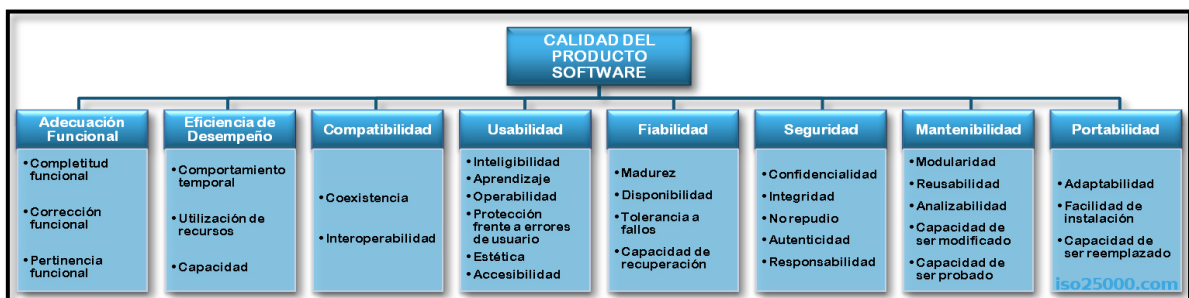 CALIDAD DEL
PRODUCTO
SOFTWARE
Adecuación
Funcional
• Completitud
funcional
• Corrección
funcional
• Pertinencia
funcional
Eficiencia de
Desempeño
• Comportamiento
temporal
• Utilización de
recursos
• Capacidad
Compatibilidad
• Coexistencia
• Interoperabilidad
Usabilidad
• Inteligibilidad
• Aprendizaje
• Operabilidad
• Protección
frente a errores
de usuario
• Estética
• Accesibilidad
Fiabilidad
• Madurez
• Disponibilidad
• Tolerancia a
fallos
• Capacidad de
recuperación
Seguridad
• Confidencialidad
• Integridad
• No repudio
• Autenticidad
• Responsabilidad
Mantenibilidad
• Modularidad
• Reusabilidad
• Analizabilidad
• Capacidad de
ser modificado
• Capacidad de
ser probado
Portabilidad
• Adaptabilidad
• Facilidad de
instalación
• Capacidad de
ser reemplazado
iso25000.com